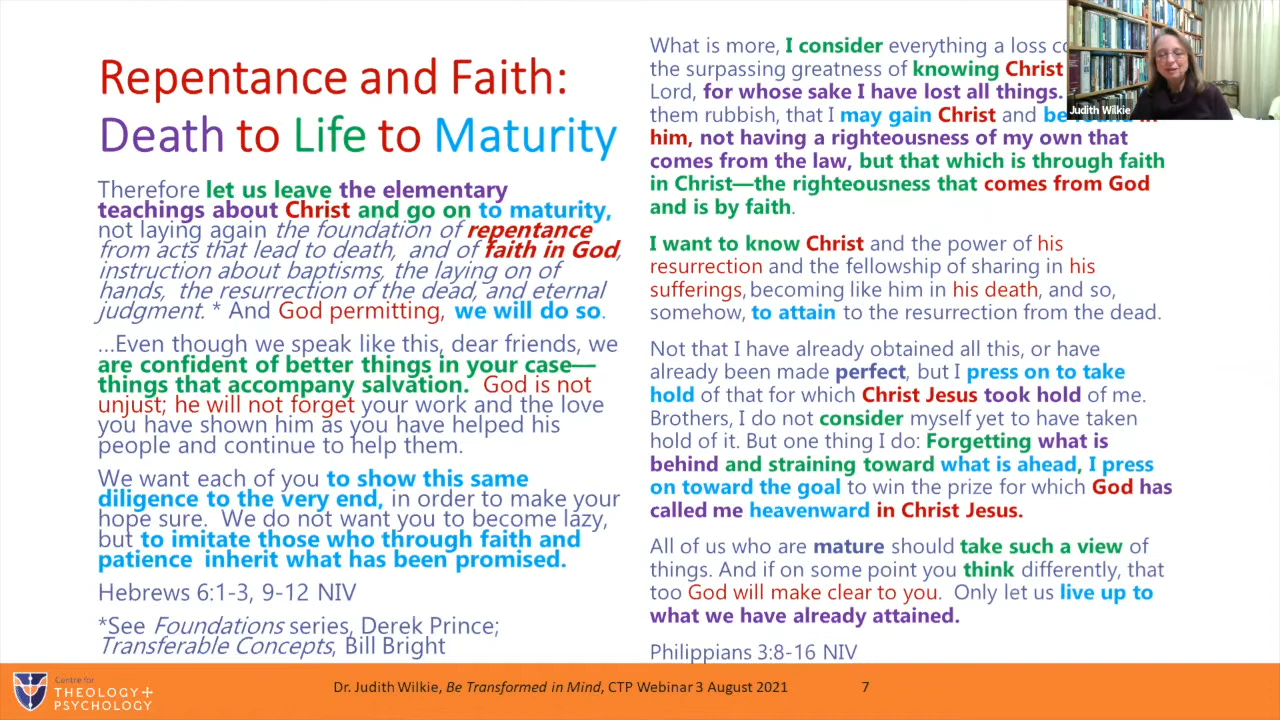 Repentance and Faith:
Death to Life to Maturity
Therefore let us leave the elementary
teachings about Christ and go on to maturity,
not laying again the foundation of repentance
from acts that lead to death, and of faith in God,
instruction about baptisms, the laying on of
hands, the resurrection of the dead, and eternal
judgment. * And God permitting, we will do so.
…Even though we speak like this, dear friends, we
are confident of better things in your case—
things that accompany salvation. God is not
unjust; he will not forget your work and the love
you have shown him as you have helped his
people and continue to help them.
We want each of you to show this same
diligence to the very end, in order to make your
hope sure. We do not want you to become lazy,
but to imitate those who through faith and
patience inherit what has been promised.
Hebrews 6:1-3, 9-12 NIV
*See Foundations series, Derek Prince;
Transferable Concepts, Bill Bright
What is more, I consider everything a loss
the surpassing greatness of knowing Christ
Lord, for whose sake I have lost all things.
them rubbish, that I may gain Christ and
him, not having a righteousness of my own that
comes from the law, but that which is through faith
in Christ—the righteousness that comes from God
and is by faith.
I want to know Christ and the power of his
resurrection and the fellowship of sharing in his
sufferings, becoming like him in his death, and so,
somehow, to attain to the resurrection from the dead.
Not that I have already obtained all this, or have
already been made perfect, but I press on to take
hold of that for which Christ Jesus took hold of me.
Brothers, I do not consider myself yet to have taken
hold of it. But one thing I do: Forgetting what is
behind and straining toward what is ahead, I press
on toward the goal to win the prize for which God has
called me heavenward in Christ Jesus.
All of us who are mature should take such a view of
things. And if on some point you think differently, that
too God will make clear to you. Only let us live up to
what we have already attained.
Philippians 3:8-16 NIV
Judith Wilkie
Centre for
THEOLOGY+
PSYCHOLOGY
Dr. Judith Wilkie, Be Transformed in Mind, CTP Webinar 3 August 2021
7